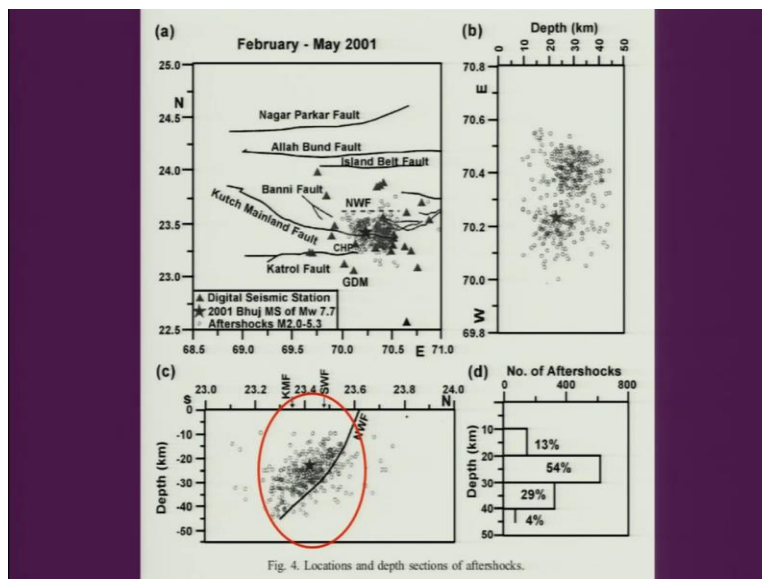 (a)
February - May 2001
25.0
N
24.5
24.0
23.5
23.0
22.5
68.5 69.0 69.5 70.0 70.5 71.0
E
Nagar Parkar Fault
Allah Bund Fault
Island Belt Fault
Banni Fault
NWF
Kutch Mainland Fault
CHP
Katrol Fault
GDM
Digital Seismic Station
2001 Bhuj MS of Mw 7.7
Aftershocks M2.0-5.3
(b)
Depth (km)
0 10 20 30 40 50
70.8
E
70.6
70.4
70.2
70.0
W
69.8
(c)
23.0 23.2 23.4 23.6 23.8 24.0
S KMF SWF N
NWF
Depth (km)
0
-10
-20
-30
-40
-50
(d)
No. of Aftershocks
0 400 800
Depth (km)
10
20
30
40
50
13%
54%
29%
4%
Fig. 4. Locations and depth sections of aftershocks.